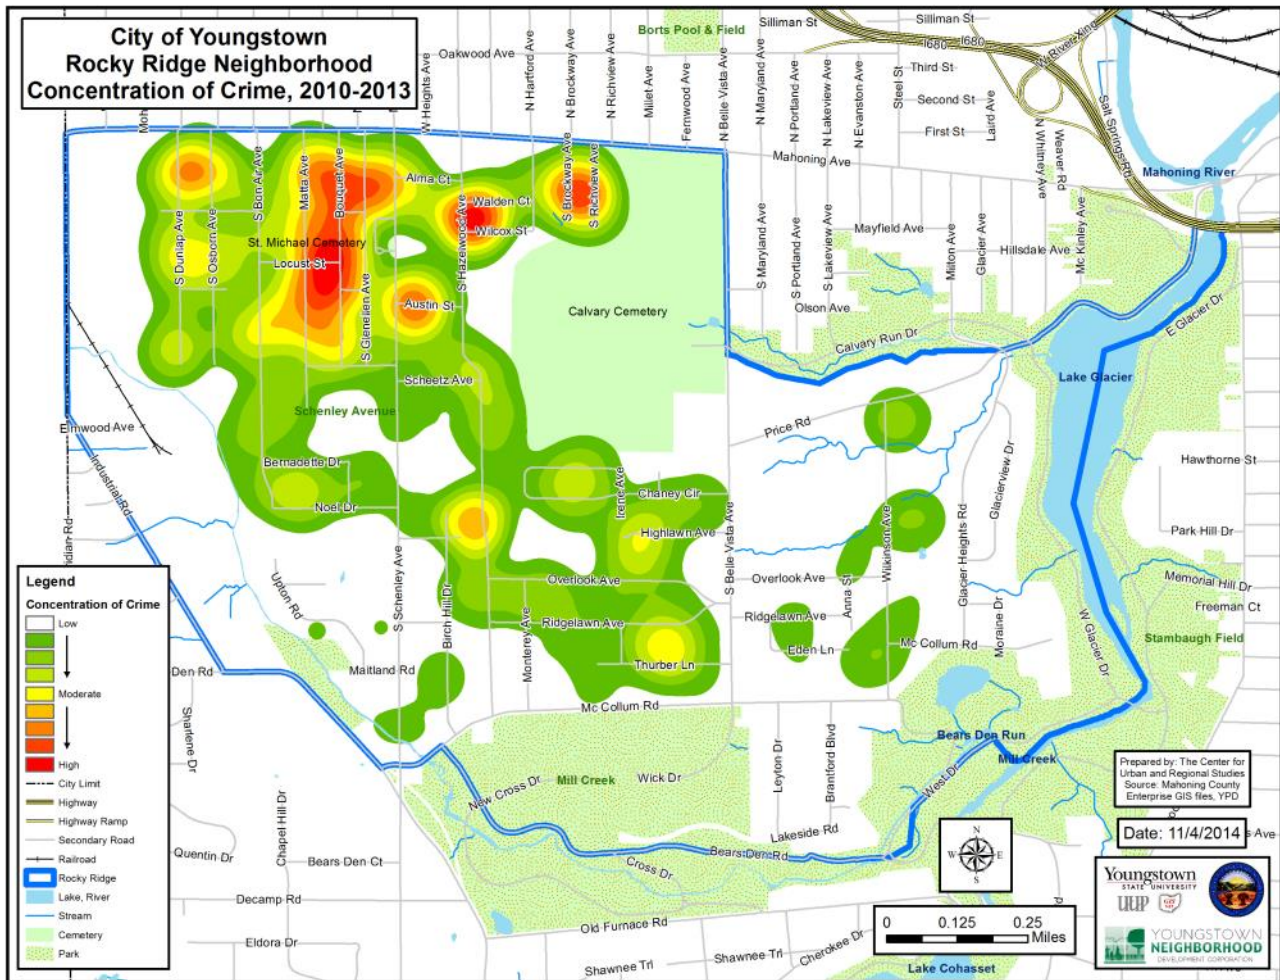 City of Youngstown
Rocky Ridge Neighborhood
Concentration of Crime, 2010-2013
Borts Pool & Field
Silliman St
Silliman St
I680
I680
W River Xing
Oakwood Ave
Third St
Second St
First St
Steel St
Laird Ave
N Whitney Ave
Weaver Rd
Salt Springs Rd
W Heights Ave
N Hartford Ave
N Brockway Ave
N Richview Ave
Millet Ave
Fernwood Ave
N Belle Vista Ave
N Maryland Ave
N Portland Ave
N Lakeview Ave
N Evanston Ave
Mahoning Ave
Mahoning River
S Dunlap Ave
S Osborn Ave
S Bon Air Ave
Matta Ave
Bouquet Ave
Alma Ct
Walden Ct
Wilcox St
S Hazelwood Ave
S Brockway Ave
S Richview Ave
St. Michael Cemetery
Locust St
S Glenellen Ave
Austin St
Calvary Cemetery
S Maryland Ave
S Portland Ave
S Lakeview Ave
Mayfield Ave
Milton Ave
Glacier Ave
Hillsdale Ave
Mc Kinley Ave
Olson Ave
Calvary Run Dr
E Glacier Dr
Lake Glacier
Scheetz Ave
Schenley Avenue
Elmwood Ave
Industrial Rd
Bernadette Dr
Noel Dr
Irene Ave
Chaney Cir
Highlawn Ave
Price Rd
Glacierview Dr
Hawthorne St
Park Hill Dr
S Belle Vista Ave
Wilkinson Ave
Glacier Heights Rd
Memorial Hill Dr
Freeman Ct
Stambaugh Field
Overlook Ave
Overlook Ave
Anna St
Upton Rd
S Schenley Ave
Birch Hill Dr
Monterey Ave
Ridgelawn Ave
Ridgelawn Ave
Moraine Dr
W Glacier Dr
Maitland Rd
Thurber Ln
Eden Ln
Mc Collum Rd
Mc Collum Rd
Den Rd
Sharlene Dr
Bears Den Run
Mill Creek
Mill Creek
New Cross Dr
Wick Dr
Leyton Dr
Brantford Blvd
West Dr
Lakeside Rd
Bears Den Rd
Cross Dr
Quentin Dr
Chapel Hill Dr
Bears Den Ct
Decamp Rd
Eldora Dr
Old Furnace Rd
Shawnee Trl
Shawnee Trl
Cherokee Dr
Lake Cohasset
Legend
Concentration of Crime
Low
Moderate
High
City Limit
Highway
Highway Ramp
Secondary Road
Railroad
Rocky Ridge
Lake, River
Stream
Cemetery
Park
Prepared by: The Center for
Urban and Regional Studies
Source: Mahoning County
Enterprise GIS files, YPD
Date: 11/4/2014
N
W E
S
0 0.125 0.25
Miles
Youngstown
STATE UNIVERSITY
YOUNGSTOWN
NEIGHBORHOOD
DEVELOPMENT CORPORATION